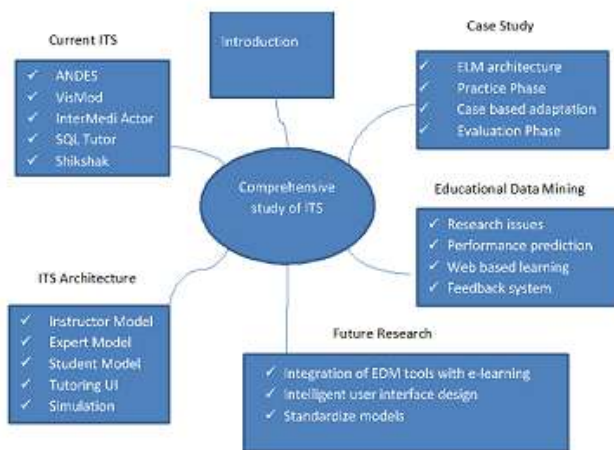 Introduction
Current ITS
ANDES
VisMod
InterMedi Actor
SQL Tutor
Shikshak
Case Study
ELM architecture
Practice Phase
Case based adaptation
Evaluation Phase
Comprehensive
study of ITS
Educational Data Mining
Research issues
Performance prediction
Web based learning
Feedback system
ITS Architecture
Instructor Model
Expert Model
Student Model
Tutoring UI
Simulation
Future Research
Integration of EDM tools with e-learning
Intelligent user interface design
Standardize models